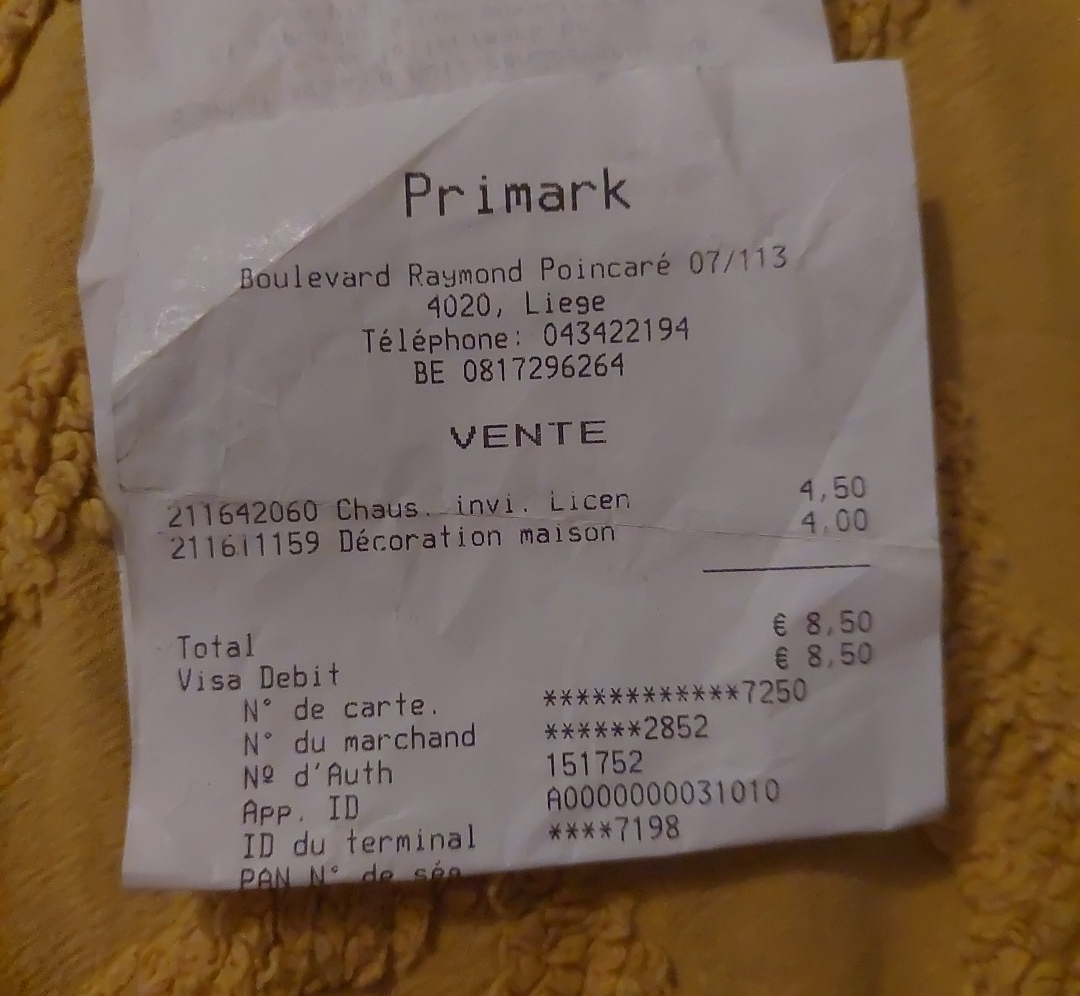 Primark
Boulevard Raymond Poincaré 07/113
4020, Liege
Téléphone: 043422194
BE 0817296264
VENTE
211642060 Chaus. invi. Licen 4,50
211611159 Décoration maison 4,00
Total € 8,50
Visa Debit € 8,50
N° de carte. ************7250
N° du marchand ******2852
Nº d'Auth 151752
App. ID A0000000031010
ID du terminal ****7198
PAN N° de